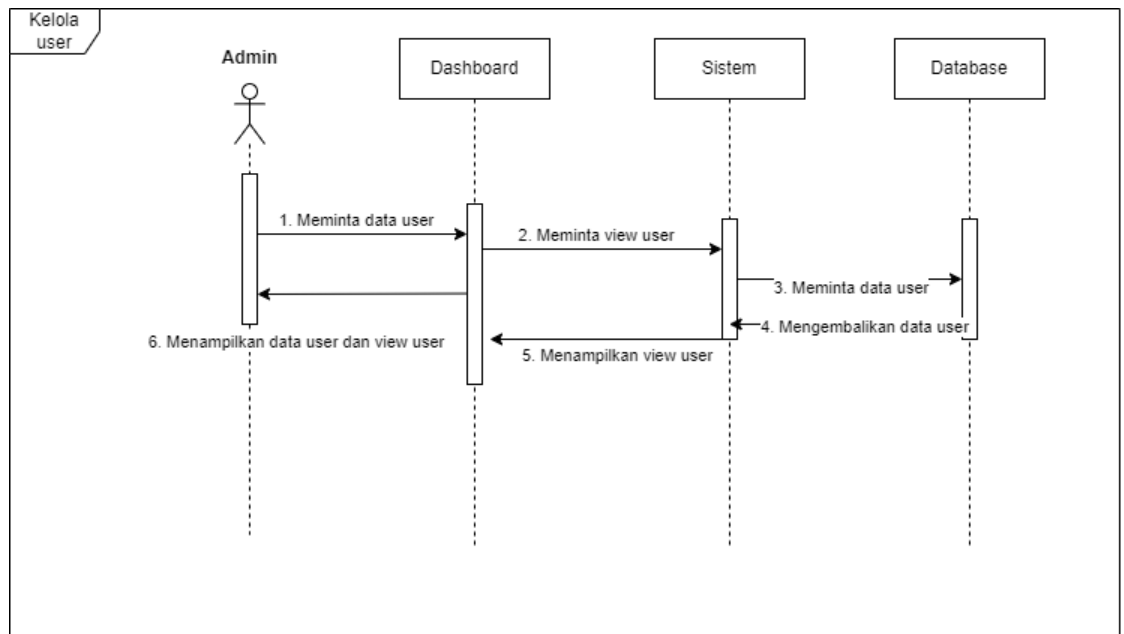 Kelola
user
Admin
Dashboard
Sistem
Database
1. Meminta data user
2. Meminta view user
3. Meminta data user
4. Mengembalikan data user
5. Menampilkan view user
6. Menampilkan data user dan view user